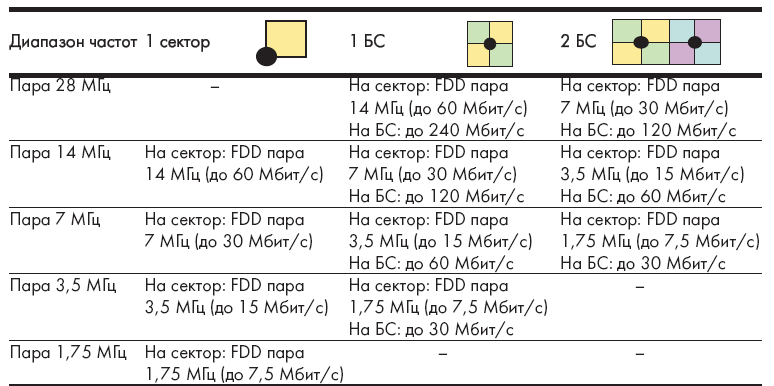 Диапазон частот 1 сектор 1 БС 2 БС
Пара 28 МГц – На сектор: FDD пара На сектор: FDD пара
14 МГц (до 60 Мбит/с) 7 МГц (до 30 Мбит/с)
На БС: до 240 Мбит/с На БС: до 120 Мбит/с
Пара 14 МГц На сектор: FDD пара На сектор: FDD пара На сектор: FDD пара
14 МГц (до 60 Мбит/с) 7 МГц (до 30 Мбит/с) 3,5 МГц (до 15 Мбит/с)
На БС: до 120 Мбит/с На БС: до 60 Мбит/с
Пара 7 МГц На сектор: FDD пара На сектор: FDD пара На сектор: FDD пара
7 МГц (до 30 Мбит/с) 3,5 МГц (до 15 Мбит/с) 1,75 МГц (до 7,5 Мбит/с)
На БС: до 60 Мбит/с На БС: до 30 Мбит/с
Пара 3,5 МГц На сектор: FDD пара На сектор: FDD пара –
3,5 МГц (до 15 Мбит/с) 1,75 МГц (до 7,5 Мбит/с)
На БС: до 30 Мбит/с
Пара 1,75 МГц На сектор: FDD пара – –
1,75 МГц (до 7,5 Мбит/с)